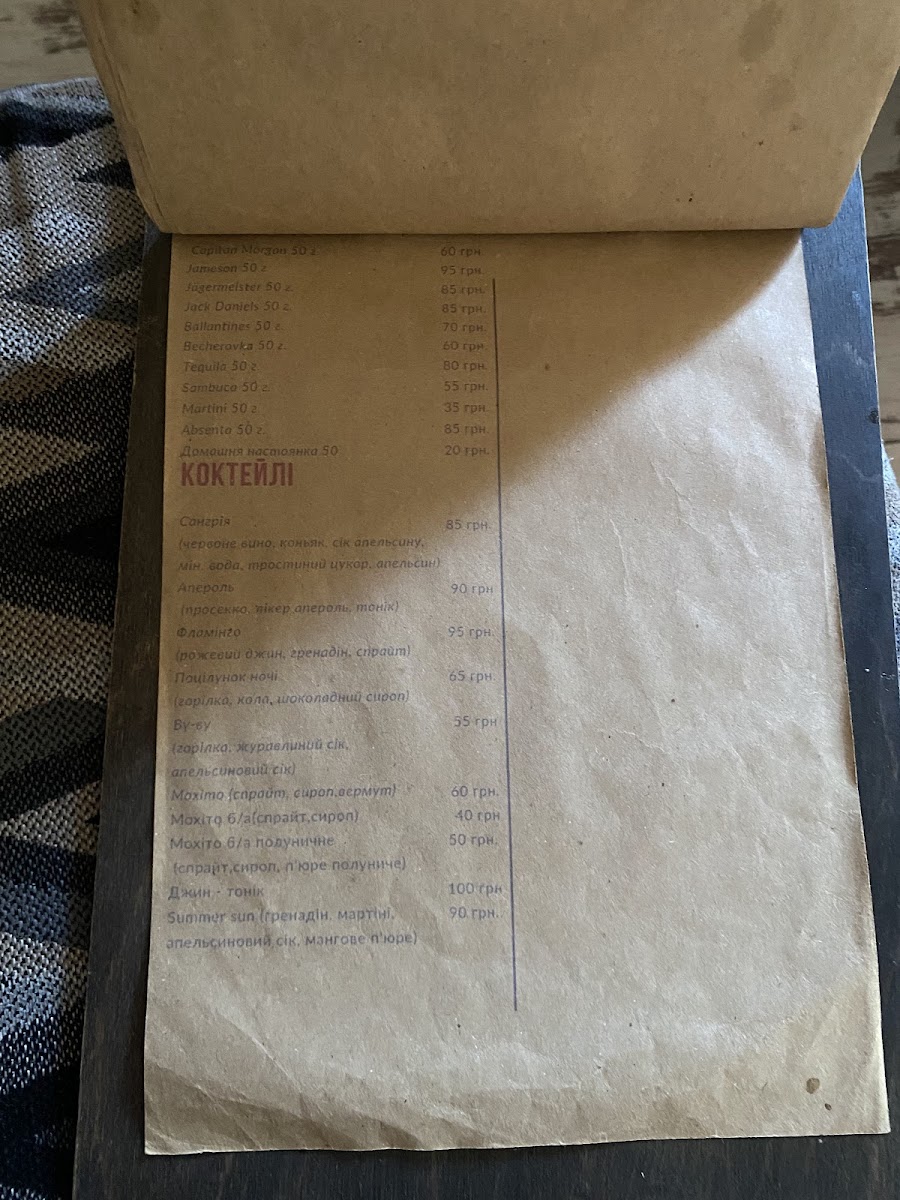 Capitan Morgan 50 г. 60 грн.
Jameson 50 г. 95 грн.
Jagermeister 50 г. 85 грн.
Jack Daniels 50 г. 85 грн.
Ballantines 50 г. 70 грн.
Becherovka 50 г. 60 грн.
Tequila 50 г. 80 грн.
Sambuca 50 г. 55 грн.
Martini 50 г. 35 грн.
Absenta 50 г. 85 грн.
Домашня настоянка 50 20 грн.
КОКТЕЙЛІ
Сангрія 85 грн.
(червоне вино, коньяк, сік апельсину,
мін. вода, тростиний цукор, апельсин)
Апероль 90 грн
(просекко, лікер апероль, тонік)
Фламінго 95 грн.
(рожевий джин, гренадін, спрайт)
Поцілунок ночі 65 грн.
(горілка, кола, шоколадний сироп)
Ву-ву 55 грн
(горілка, журавлиний сік,
апельсиновий сік)
Мохіто (спрайт, сироп,вермут) 60 грн.
Мохіто б/а(спрайт,сироп) 40 грн
Мохіто б/а полуничне 50 грн.
(спрайт,сироп, п'юре полуниче)
Джин - тонік 100 грн
Summer sun (гренадін, мартіні, 90 грн.
апельсиновий сік, мангове п'юре)